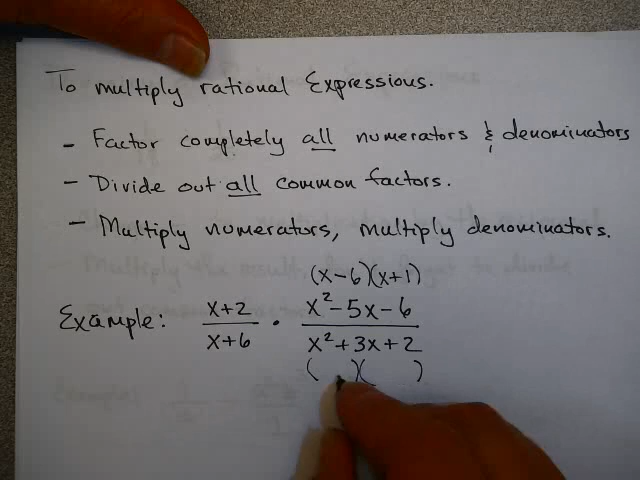 To multiply rational Expressions.
- Factor completely all numerators & denominators
- Divide out all common factors.
- Multiply numerators, multiply denominators.
(x-6)(x+1)
Example: x+2/x+6 · x²-5x-6/x²+3x+2
( )( )